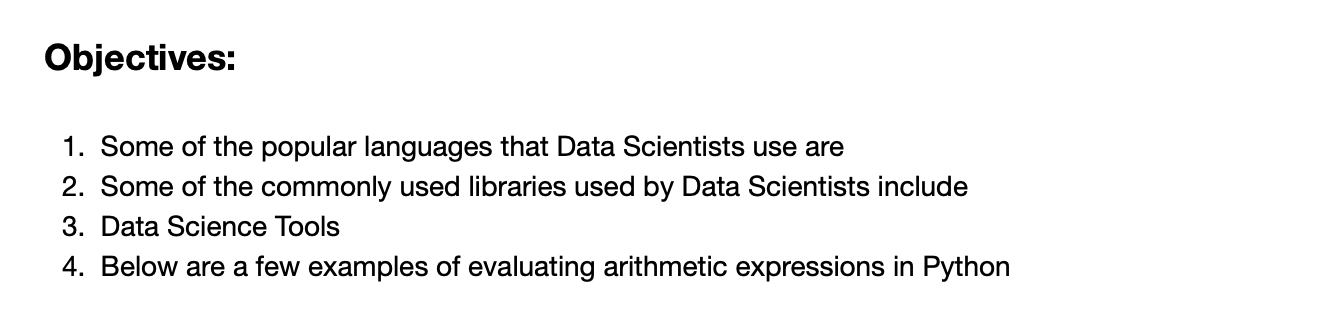 Objectives:
1. Some of the popular languages that Data Scientists use are
2. Some of the commonly used libraries used by Data Scientists include
3. Data Science Tools
4. Below are a few examples of evaluating arithmetic expressions in Python